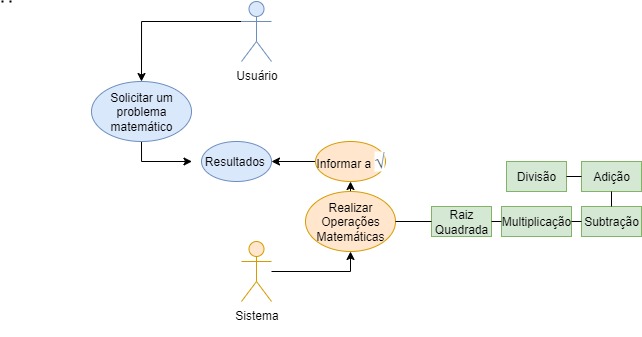 Usuário
Solicitar um
problema
matemático
Resultados
Informar a √
Divisão
Adição
Realizar
Operações
Matemáticas
Raiz
Quadrada
Multiplicação
Subtração
Sistema